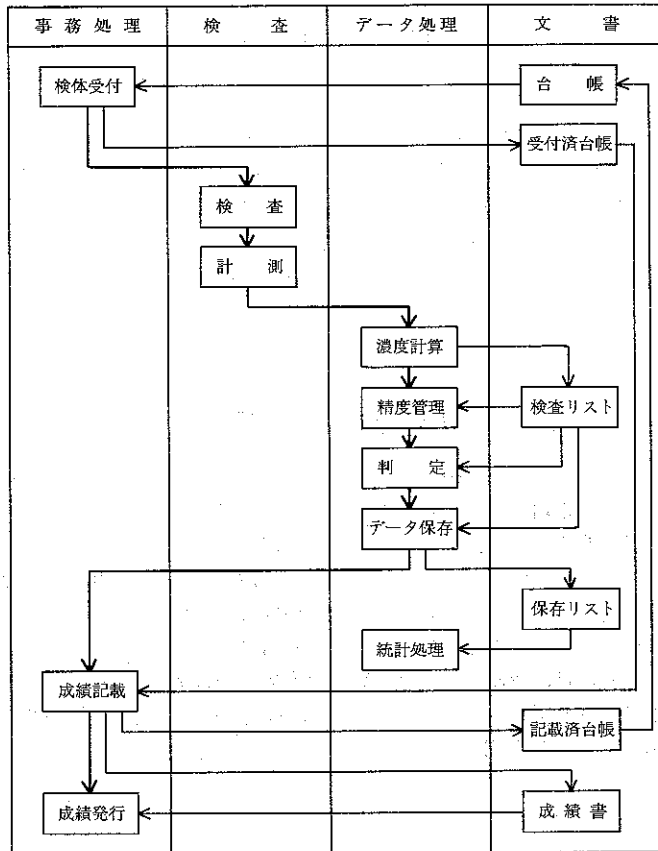 事務処理 検査 データ処理 文書
検体受付 台帳
受付済台帳
検査
計測
濃度計算
精度管理 検査リスト
判定
データ保存
保存リスト
統計処理
成績記載
記載済台帳
成績発行 成績書